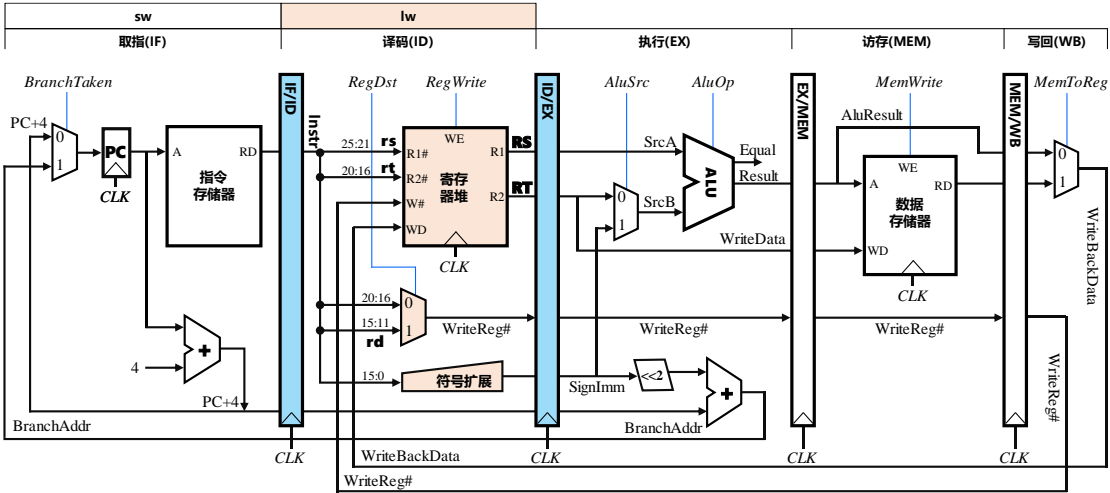 sw
lw
取指(IF)
译码(ID)
执行(EX)
访存(MEM)
写回(WB)
BranchTaken
RegDst
RegWrite
AluSrc
AluOp
MemWrite
MemToReg
PC+4
0
1
PC
CLK
A
RD
指令
存储器
IF/ID
Instr
25:21
rs
20:16
rt
WE
R1#
R2#
W#
WD
R1
R2
寄存
器堆
CLK
RS
RT
ID/EX
SrcA
0
1
SrcB
ALU
Equal
Result
WriteData
EX/MEM
AluResult
WE
A
RD
数据
存储器
WD
CLK
MEM/WB
0
1
WriteBackData
20:16
15:11
rd
0
1
WriteReg#
WriteReg#
WriteReg#
WriteReg#
4
+
PC+4
15:0
符号扩展
SignImm
<<2
+
BranchAddr
BranchAddr
CLK
CLK
CLK
CLK
WriteBackData
WriteReg#